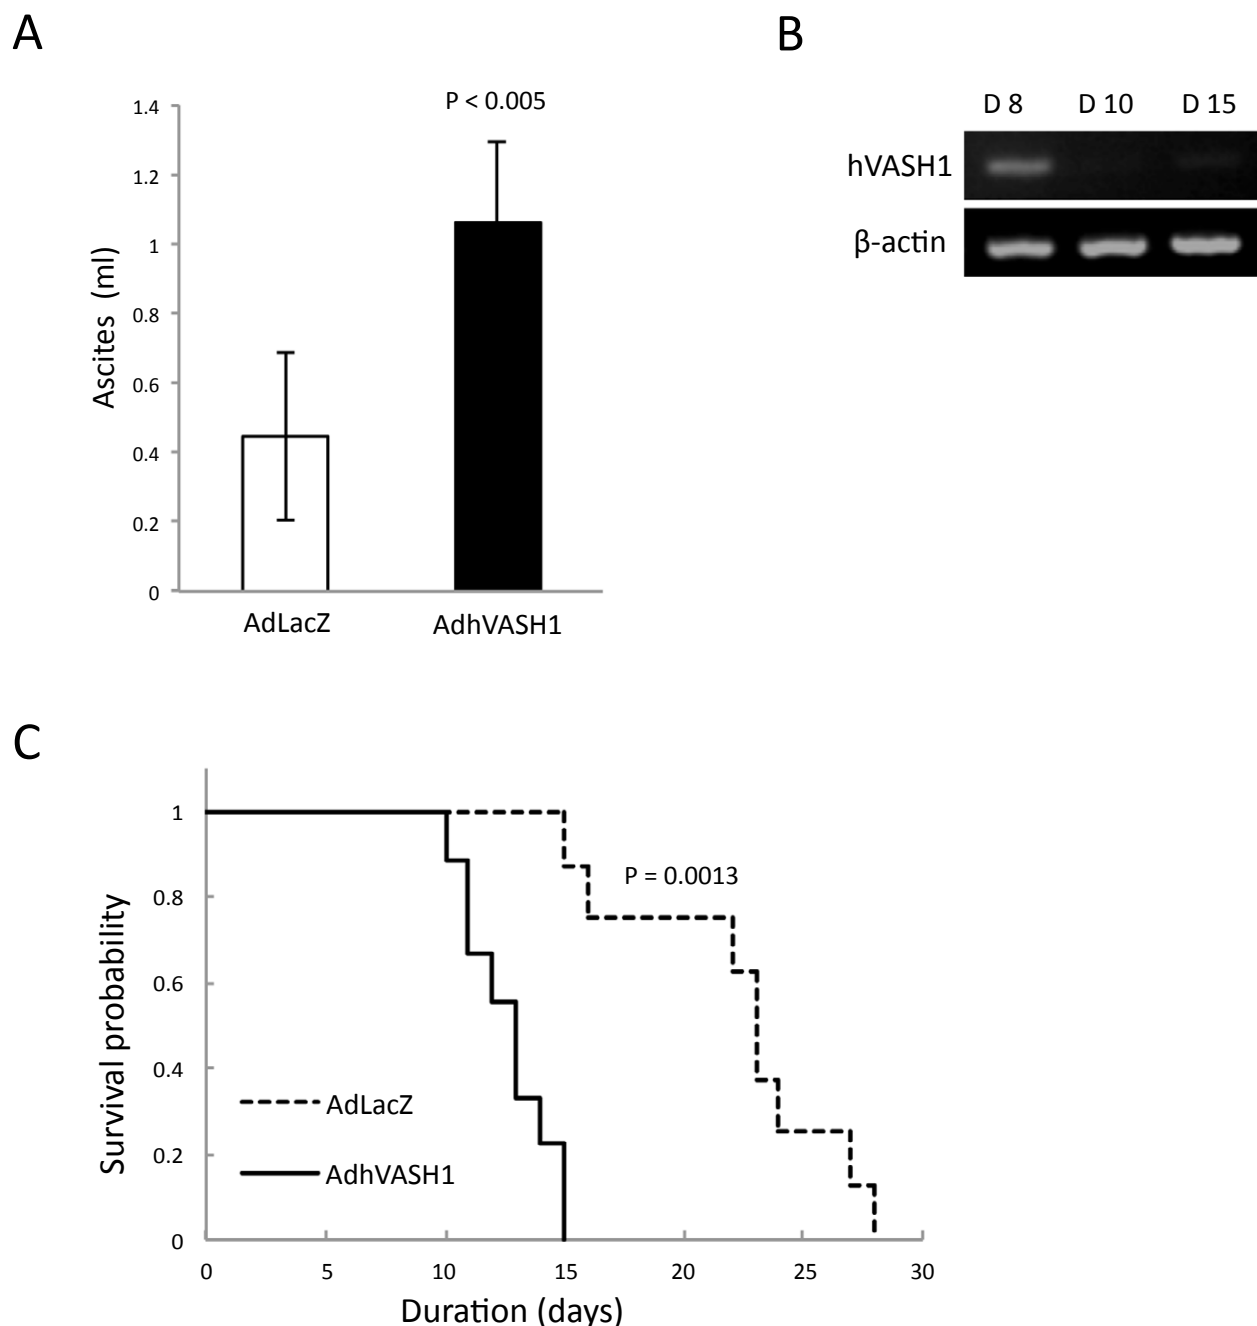 A
P < 0.005
1.4
1.2
1
0.8
0.6
0.4
0.2
0
Ascites (ml)
AdLacZ
AdhVASH1
B
D 8 D 10 D 15
hVASH1
β-actin
C
1
0.8
0.6
0.4
0.2
0
Survival probability
P = 0.0013
AdLacZ
AdhVASH1
0 5 10 15 20 25 30
Duration (days)